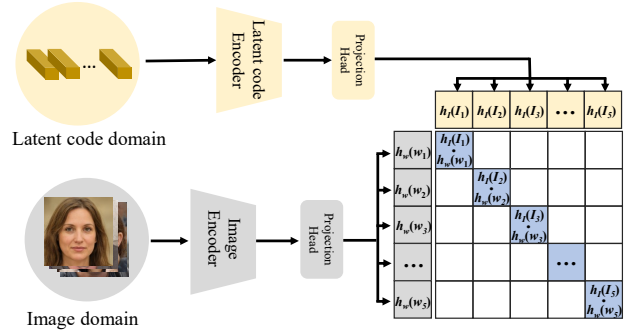 Latent code
Encoder
Projection
Head
...
Latent code domain
h_I(I_1) h_I(I_2) h_I(I_3) ... h_I(I_5)
h_w(w_1)
h_I(I_1)
·
h_w(w_1)
h_w(w_2)
h_I(I_2)
·
h_w(w_2)
h_w(w_3)
h_I(I_3)
·
h_w(w_3)
...
...
h_w(w_5)
h_I(I_5)
·
h_w(w_5)
Image
Encoder
Projection
Head
Image domain